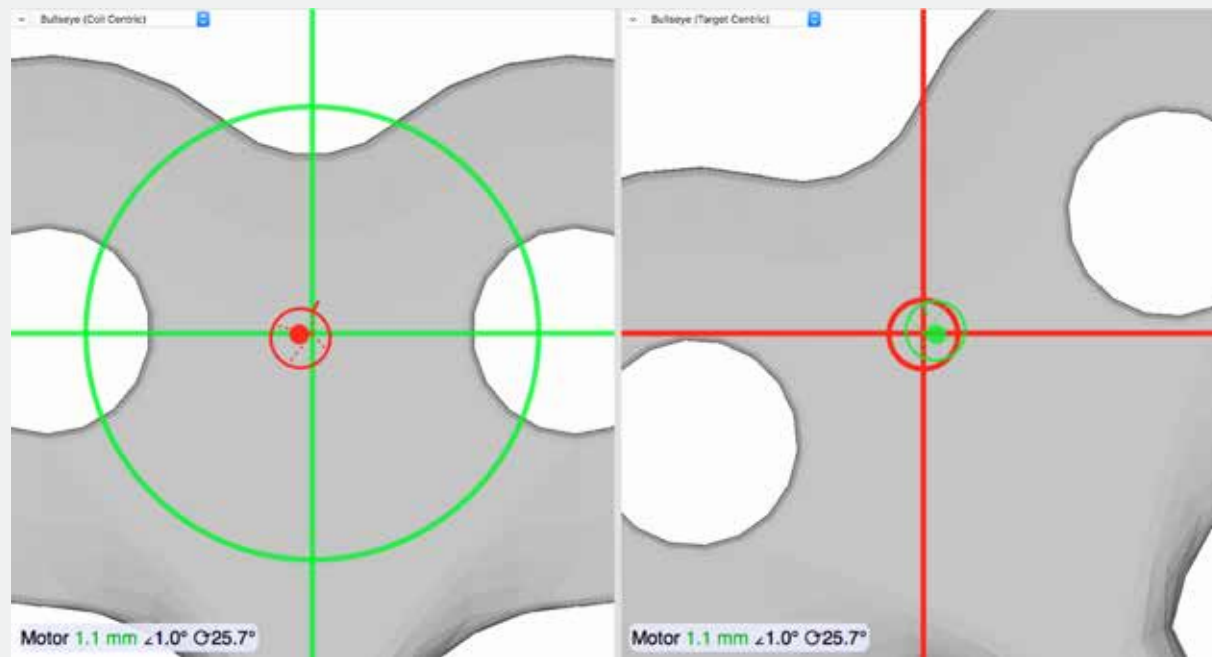 Bullseye (Coil Centric)
Bullseye (Target Centric)
Motor 1.1 mm ∠1.0° ⟳25.7°
Motor 1.1 mm ∠1.0° ⟳25.7°